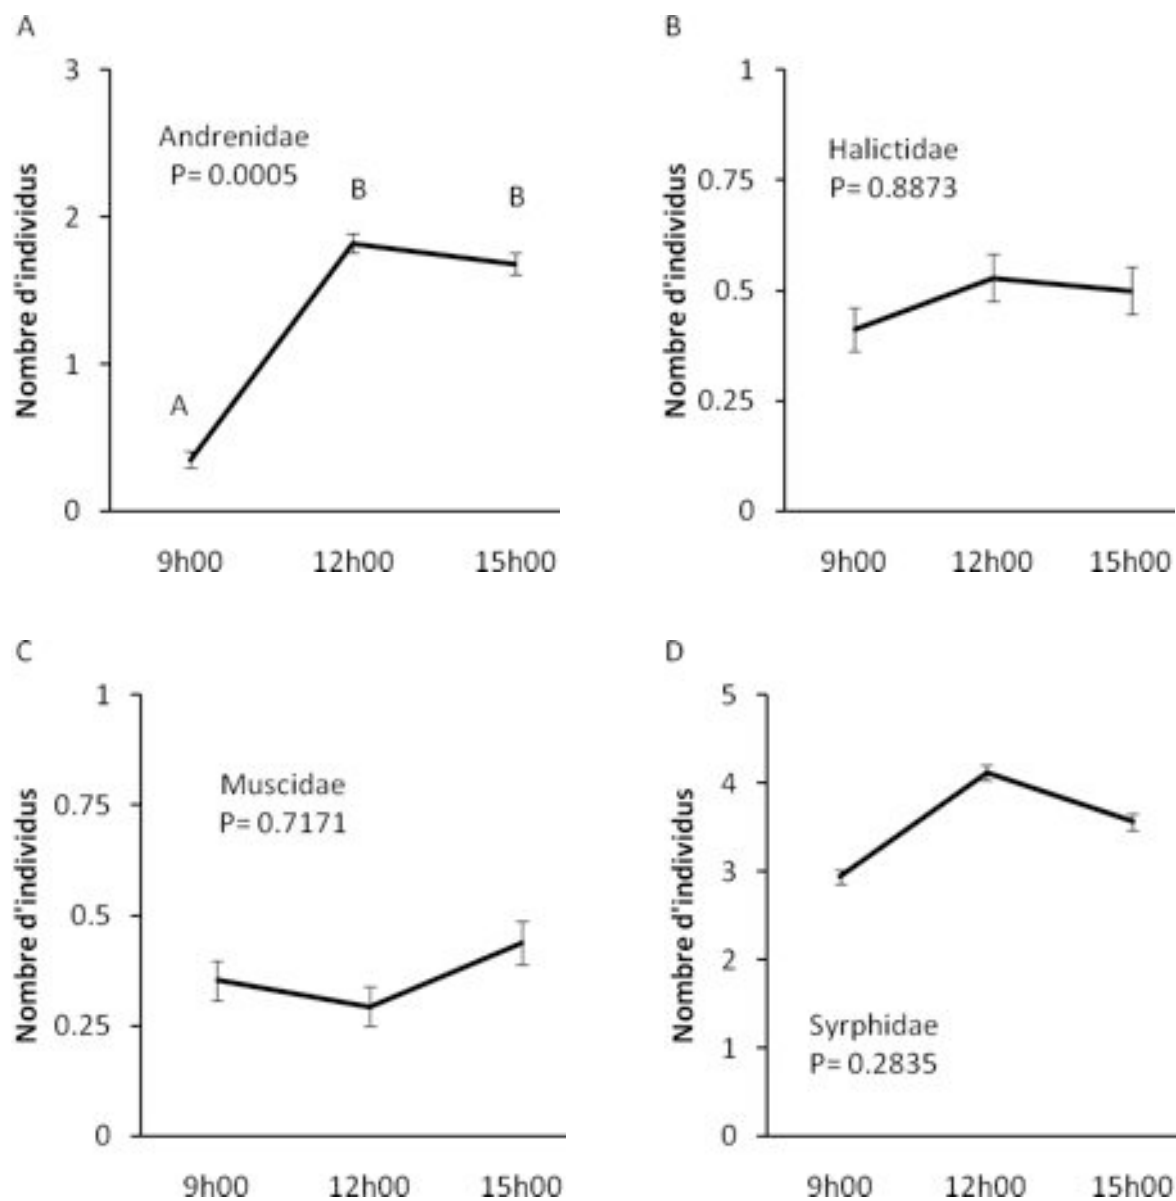 A
Nombre d'individus
3
2
1
0
Andrenidae
P= 0.0005
A
B
B
9h00 12h00 15h00
B
Nombre d'individus
1
0.75
0.5
0.25
0
Halictidae
P= 0.8873
9h00 12h00 15h00
C
Nombre d'individus
1
0.75
0.5
0.25
0
Muscidae
P= 0.7171
9h00 12h00 15h00
D
Nombre d'individus
5
4
3
2
1
0
Syrphidae
P= 0.2835
9h00 12h00 15h00